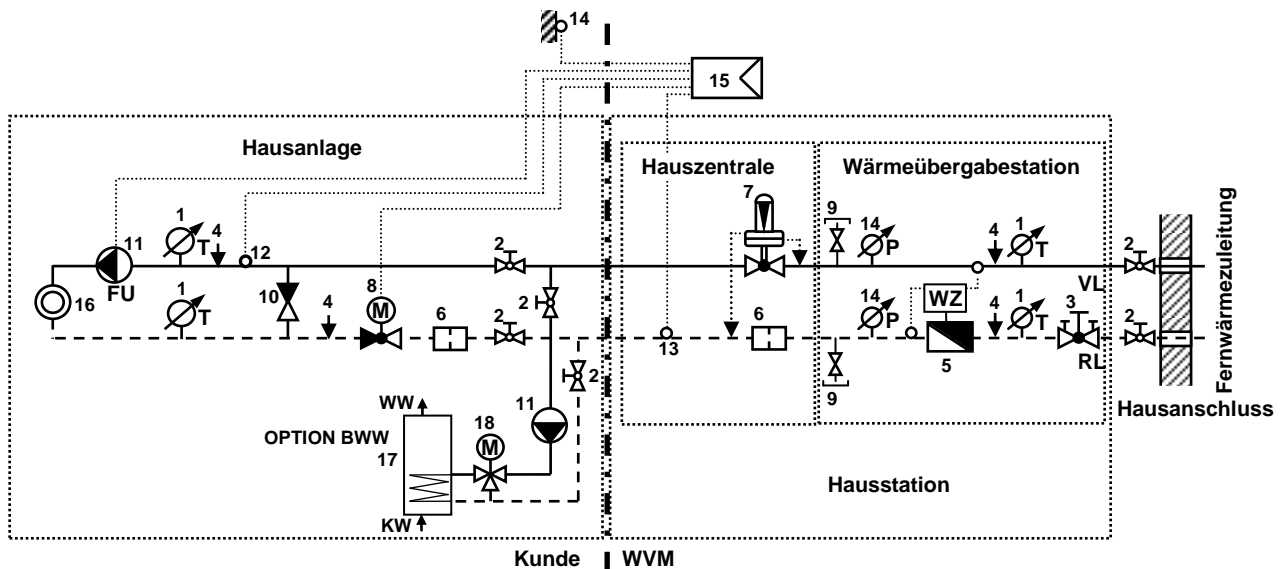 14
15
Hausanlage
Hauszentrale
Wärmeübergabestation
7
1
4
11
T
12
FU
2
9
14
P
4
1
T
2
VL
16
1
T
10
4
8
M
6
2
2
13
6
14
P
WZ
5
4
1
T
3
RL
2
9
2
Fernwärmezuleitung
Hausanschluss
WW
OPTION BWW
17
18
M
11
KW
Hausstation
Kunde
WVM